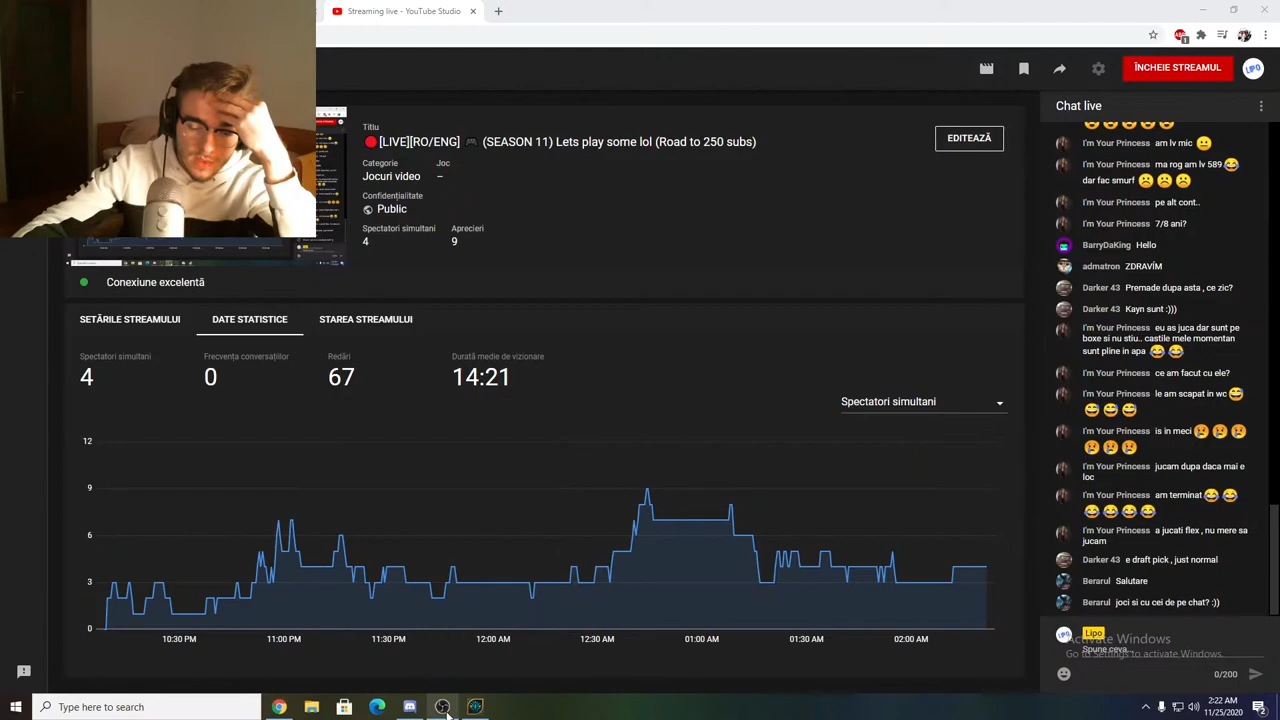 Streaming live - YouTube Studio
1
ÎNCHEIE STREAMUL
LIPO
Titlu
[LIVE][RO/ENG] 🎮 (SEASON 11) Lets play some lol (Road to 250 subs)
EDITEAZĂ
Categorie
Joc
Jocuri video
–
Confidențialitate
Public
Spectatori simultani
Aprecieri
4
9
Conexiune excelentă
SETĂRILE STREAMULUI
DATE STATISTICE
STAREA STREAMULUI
Spectatori simultani
Frecvența conversațiilor
Redări
Durată medie de vizionare
4
0
67
14:21
Spectatori simultani
12
9
6
3
0
10:30 PM
11:00 PM
11:30 PM
12:00 AM
12:30 AM
01:00 AM
01:30 AM
02:00 AM
Chat live
I'm Your Princess am lv mic 😐
I'm Your Princess ma rog am lv 589 😂
dar fac smurf ☹️ ☹️ ☹️
I'm Your Princess pe alt cont..
I'm Your Princess 7/8 ani?
BarryDaKing Hello
admatron ZDRAVÍM
Darker 43 Premade dupa asta , ce zic?
Darker 43 Kayn sunt :)))
I'm Your Princess eu as juca dar sunt pe
boxe si nu stiu.. castile mele momentan
sunt pline in apa 😂 😂
I'm Your Princess ce am facut cu ele?
I'm Your Princess le am scapat in wc 😅
😅 😅 😅
I'm Your Princess is in meci 😢 😢
😢 😢 😢
I'm Your Princess jucam dupa daca mai e
loc
I'm Your Princess am terminat 😂 😂
😂 😂 😂 😂
I'm Your Princess a jucati flex , nu mere sa
jucam
Darker 43 e draft pick , just normal
Berarul Salutare
Berarul joci si cu cei de pe chat? :))
Lipo
Spune ceva...
Activate Windows
Go to Settings to activate Windows.
0/200
Type here to search
2:22 AM
11/25/2020
2